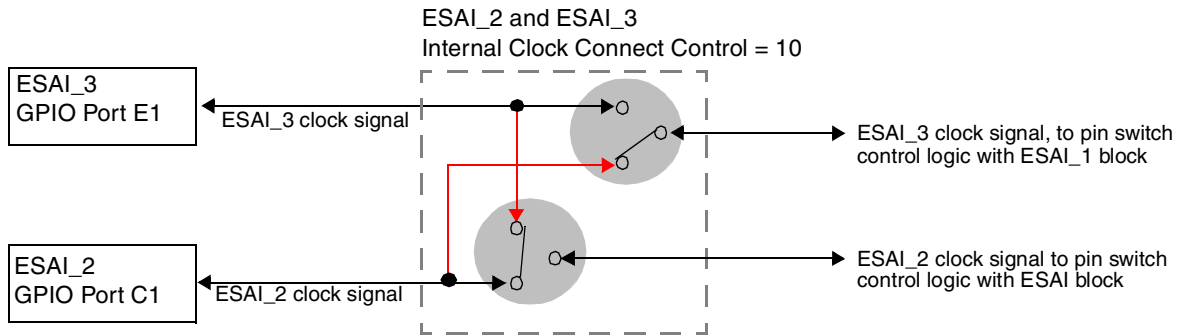 ESAI_2 and ESAI_3
Internal Clock Connect Control = 10
ESAI_3
GPIO Port E1
ESAI_3 clock signal
ESAI_3 clock signal, to pin switch
control logic with ESAI_1 block
ESAI_2
GPIO Port C1
ESAI_2 clock signal
ESAI_2 clock signal to pin switch
control logic with ESAI block